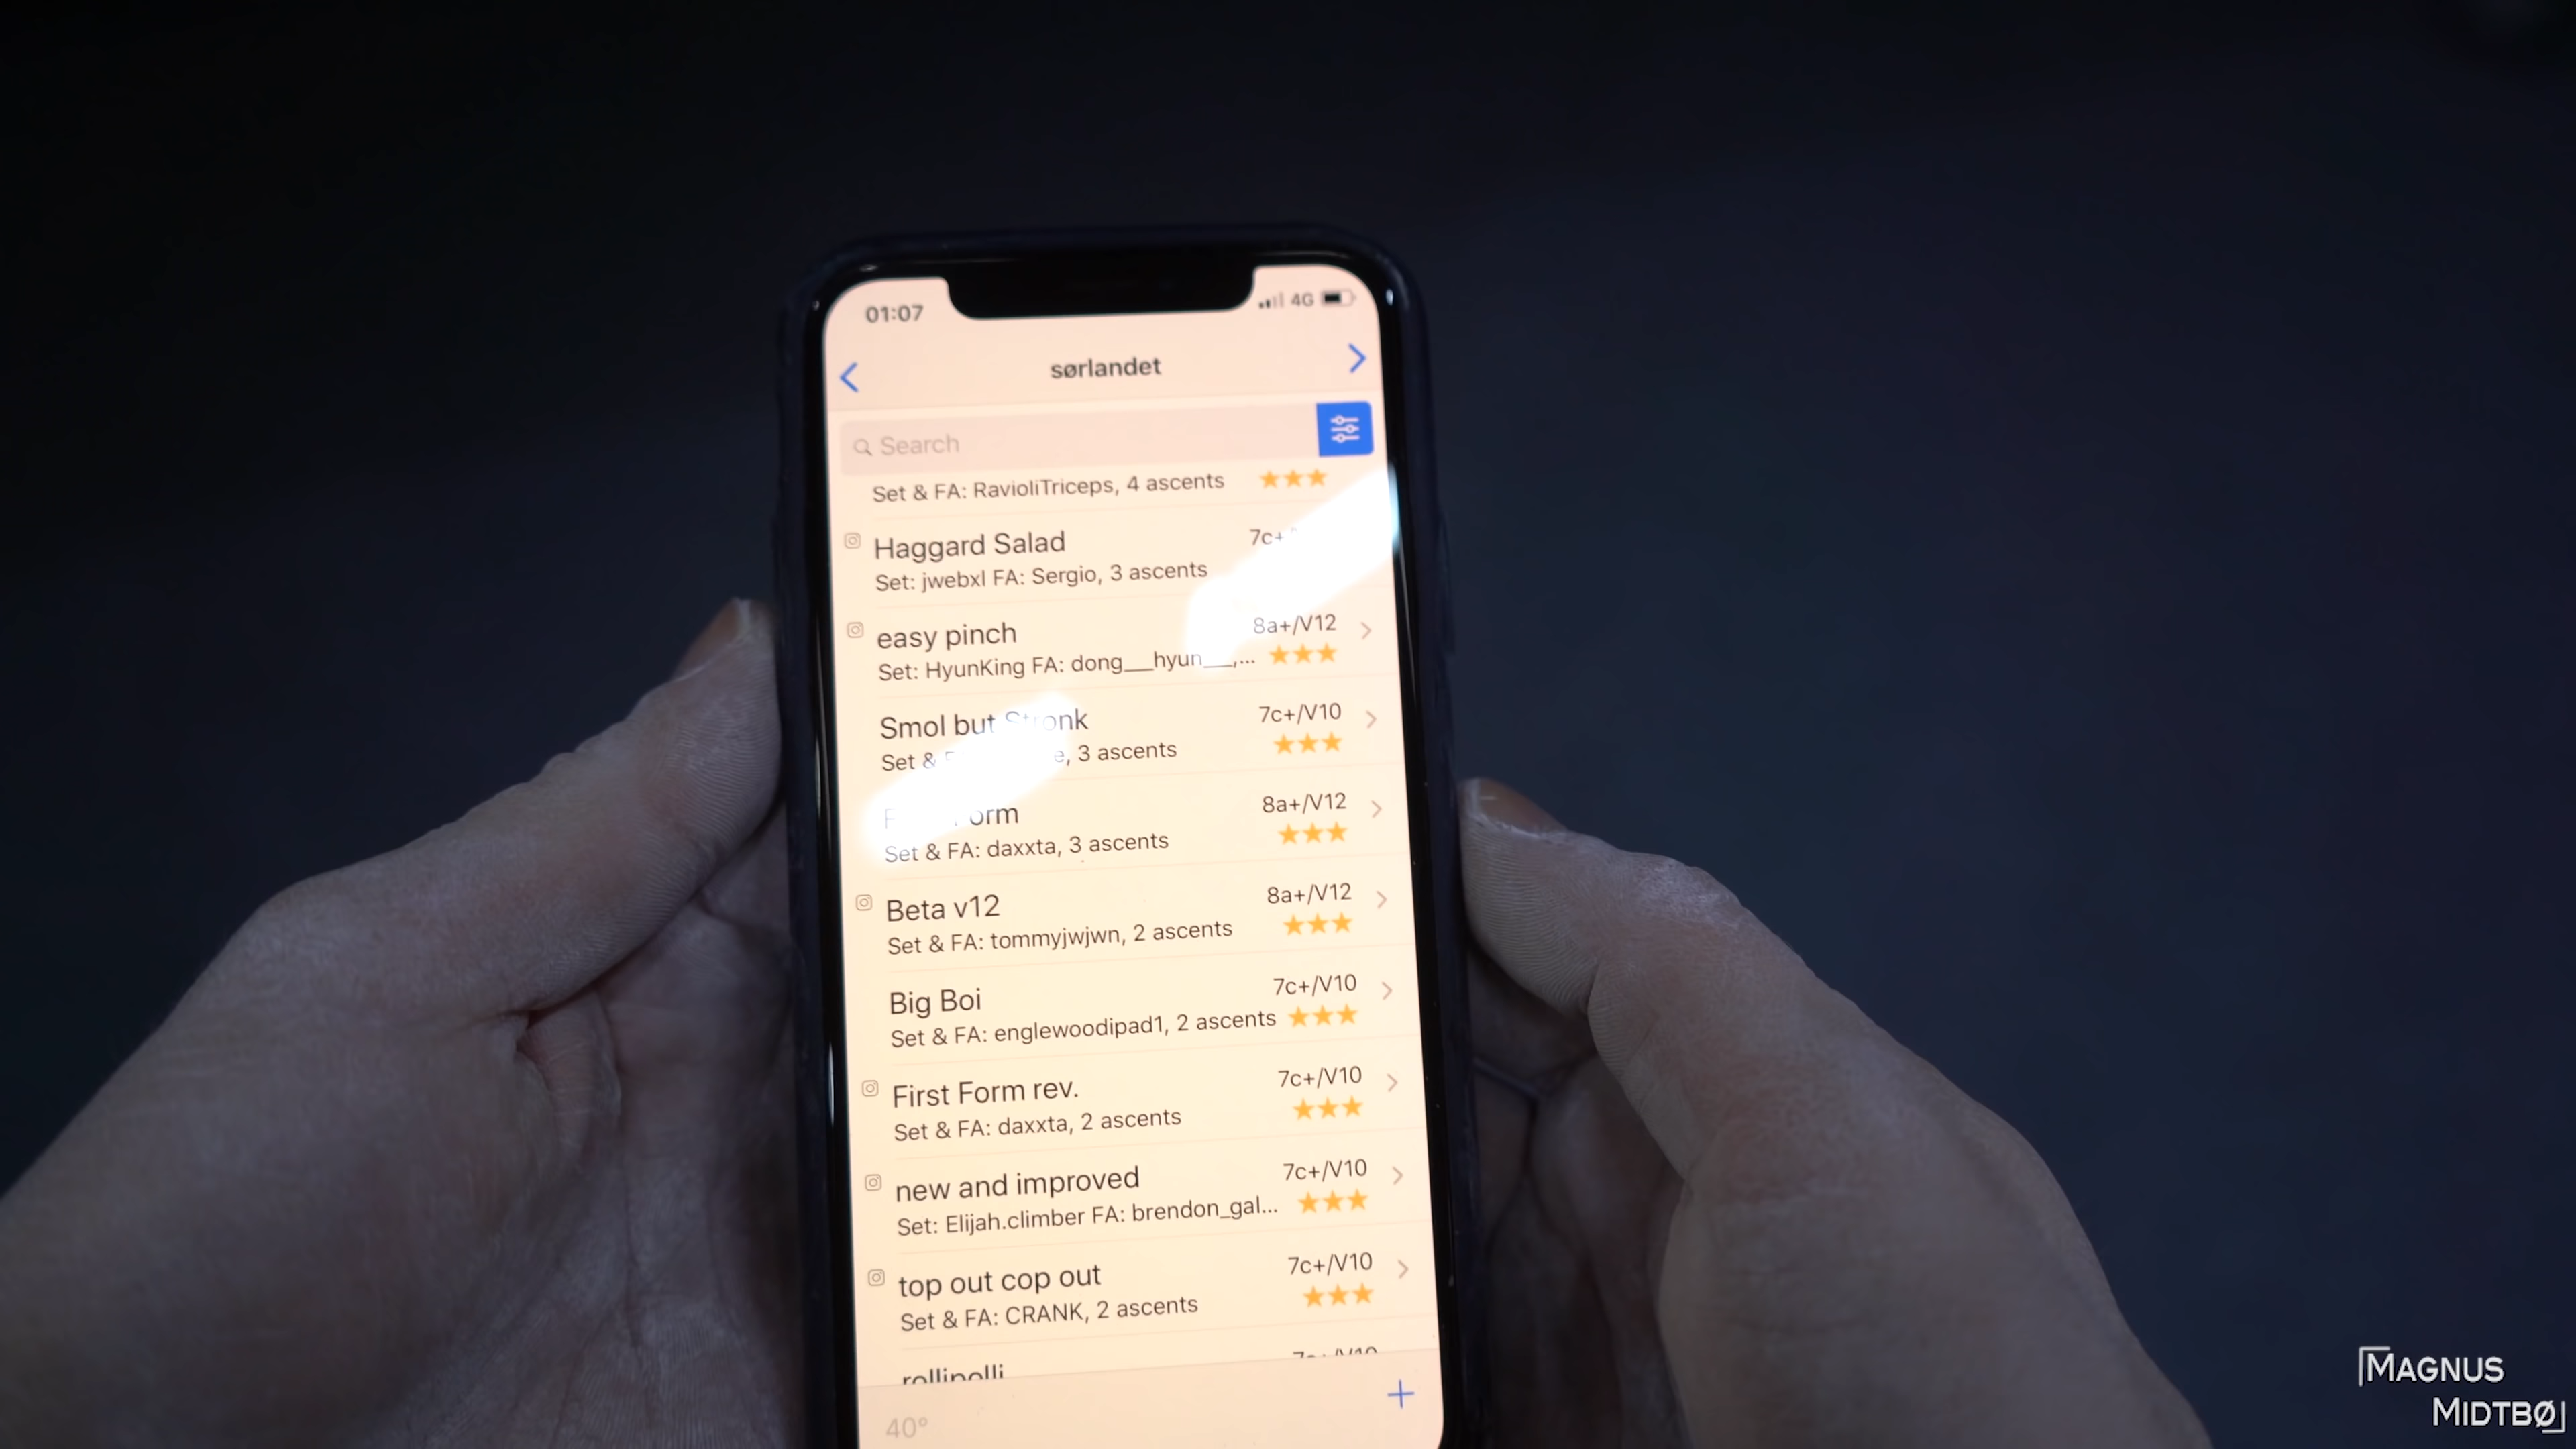 01:07
4G
sørlandet
Search
Set & FA: RavioliTriceps, 4 ascents
Haggard Salad
7c+
Set: jwebxl FA: Sergio, 3 ascents
easy pinch
8a+/V12
Set: HyunKing FA: dong___hyun___,...
Smol but Stronk
7c+/V10
Set & 3 ascents
8a+/V12
Set & FA: daxxta, 3 ascents
Beta v12
8a+/V12
Set & FA: tommyjwjwn, 2 ascents
Big Boi
7c+/V10
Set & FA: englewoodipad1, 2 ascents
First Form rev.
7c+/V10
Set & FA: daxxta, 2 ascents
new and improved
7c+/V10
Set: Elijah.climber FA: brendon_gal...
top out cop out
7c+/V10
Set & FA: CRANK, 2 ascents
40°
MAGNUS
MIDTBØ